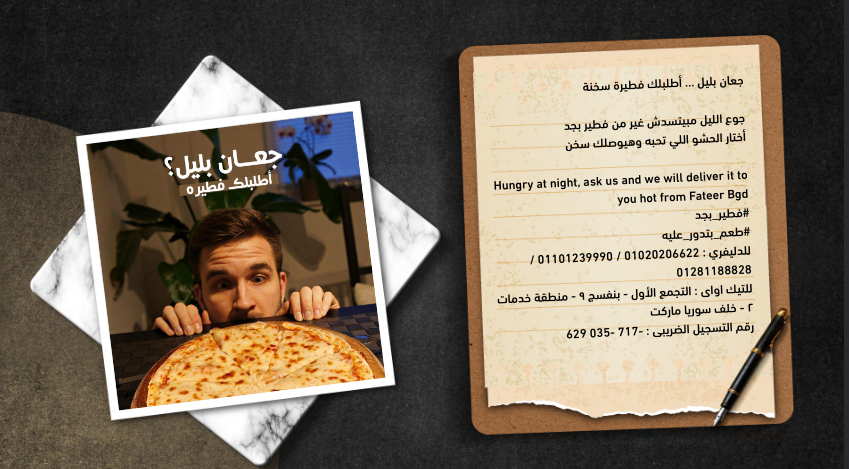 جعان بليل؟
أطلبلك فطيره
جعان بليل ... أطلبلك فطيرة سخنة
جوع الليل مبيتسدش غير من فطير بجد
أختار الحشو اللي تحبه وهيوصلك سخن
Hungry at night, ask us and we will deliver it to
you hot from Fateer Bgd
#فطير_بجد
#طعم_بتدور_عليه
للدليفري : 01020206622 / 01101239990 /
01281188828
للتيك اواى : التجمع الأول - بنفسج ٩ - منطقة خدمات
٢ - خلف سوريا ماركت
رقم التسجيل الضريبى : -717 -035 629